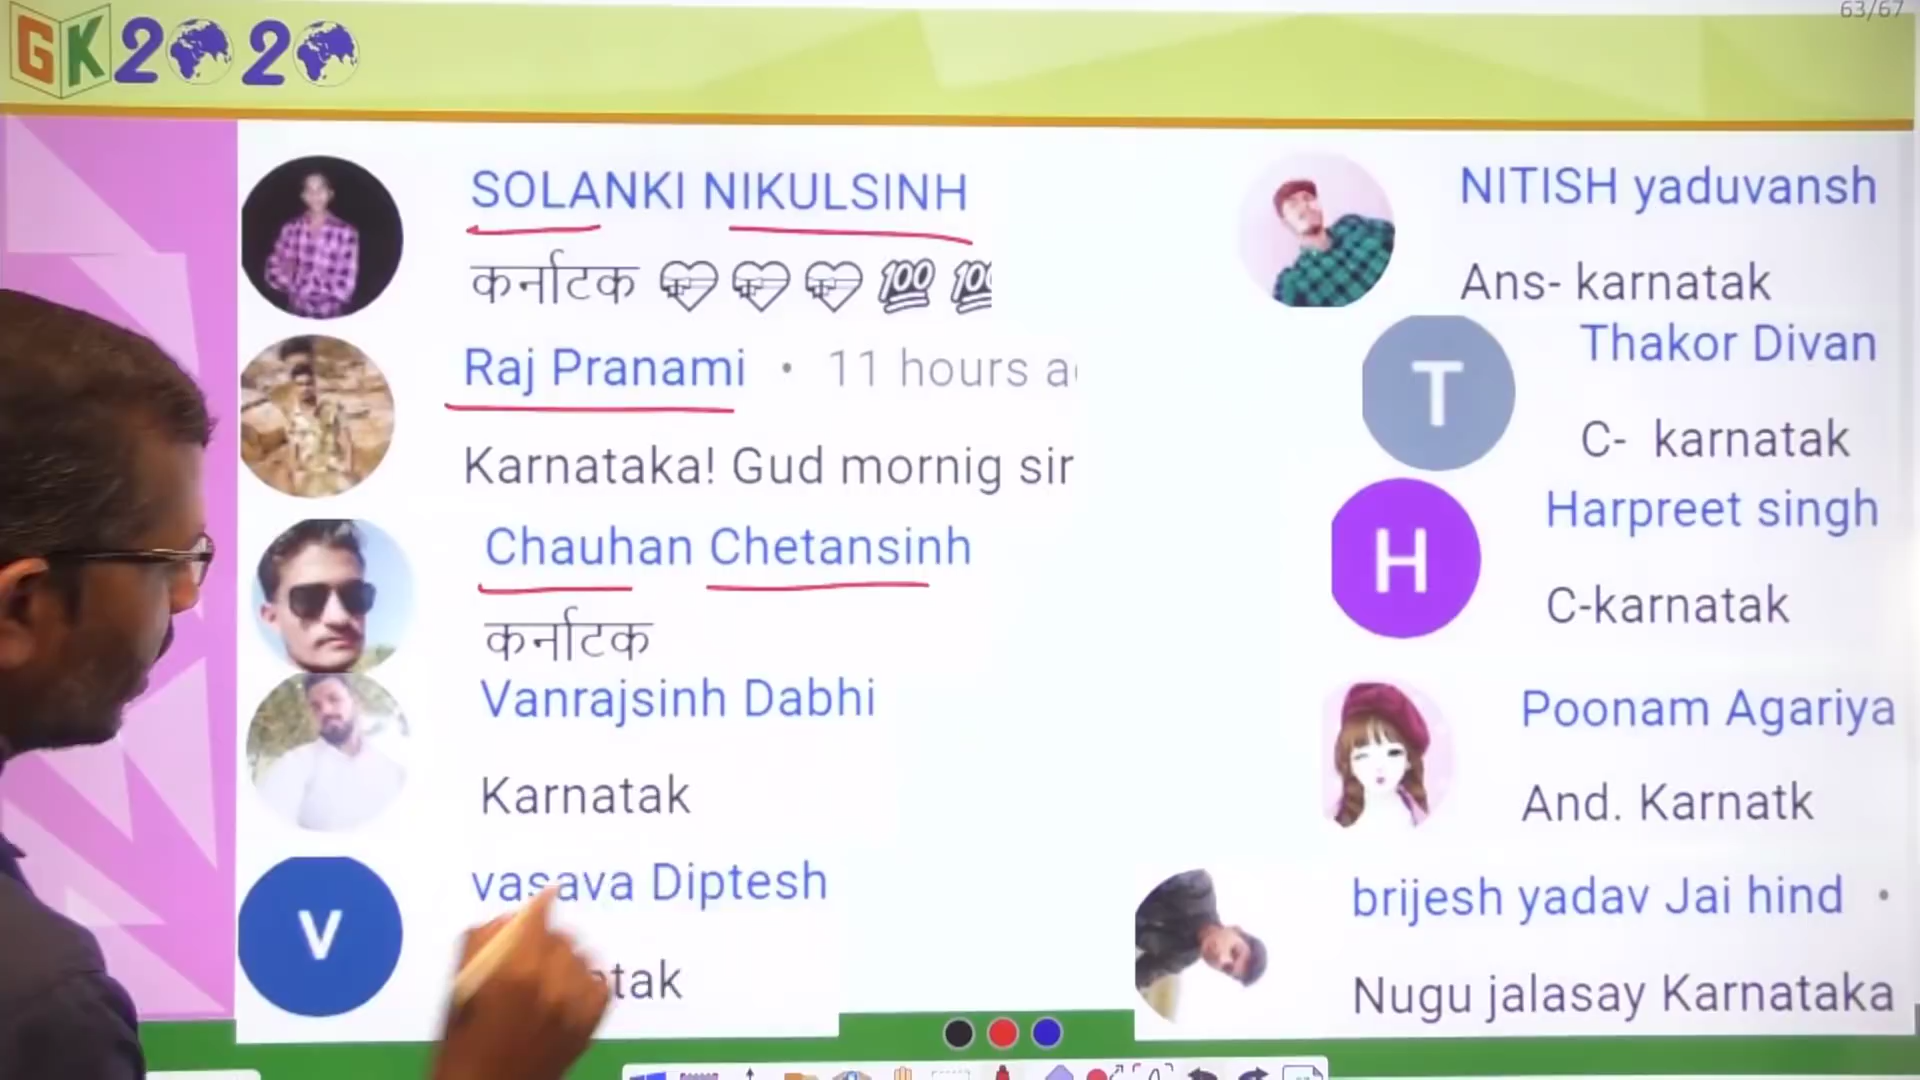 63/67
GK2020
SOLANKI NIKULSINH
कर्नाटक 💝 💝 💝 💯 💯
Raj Pranami • 11 hours a
Karnataka! Gud mornig sir
Chauhan Chetansinh
कर्नाटक
Vanrajsinh Dabhi
Karnatak
V
vasava Diptesh
tak
NITISH yaduvansh
Ans- karnatak
T
Thakor Divan
C- karnatak
H
Harpreet singh
C-karnatak
Poonam Agariya
And. Karnatk
brijesh yadav Jai hind •
Nugu jalasay Karnataka